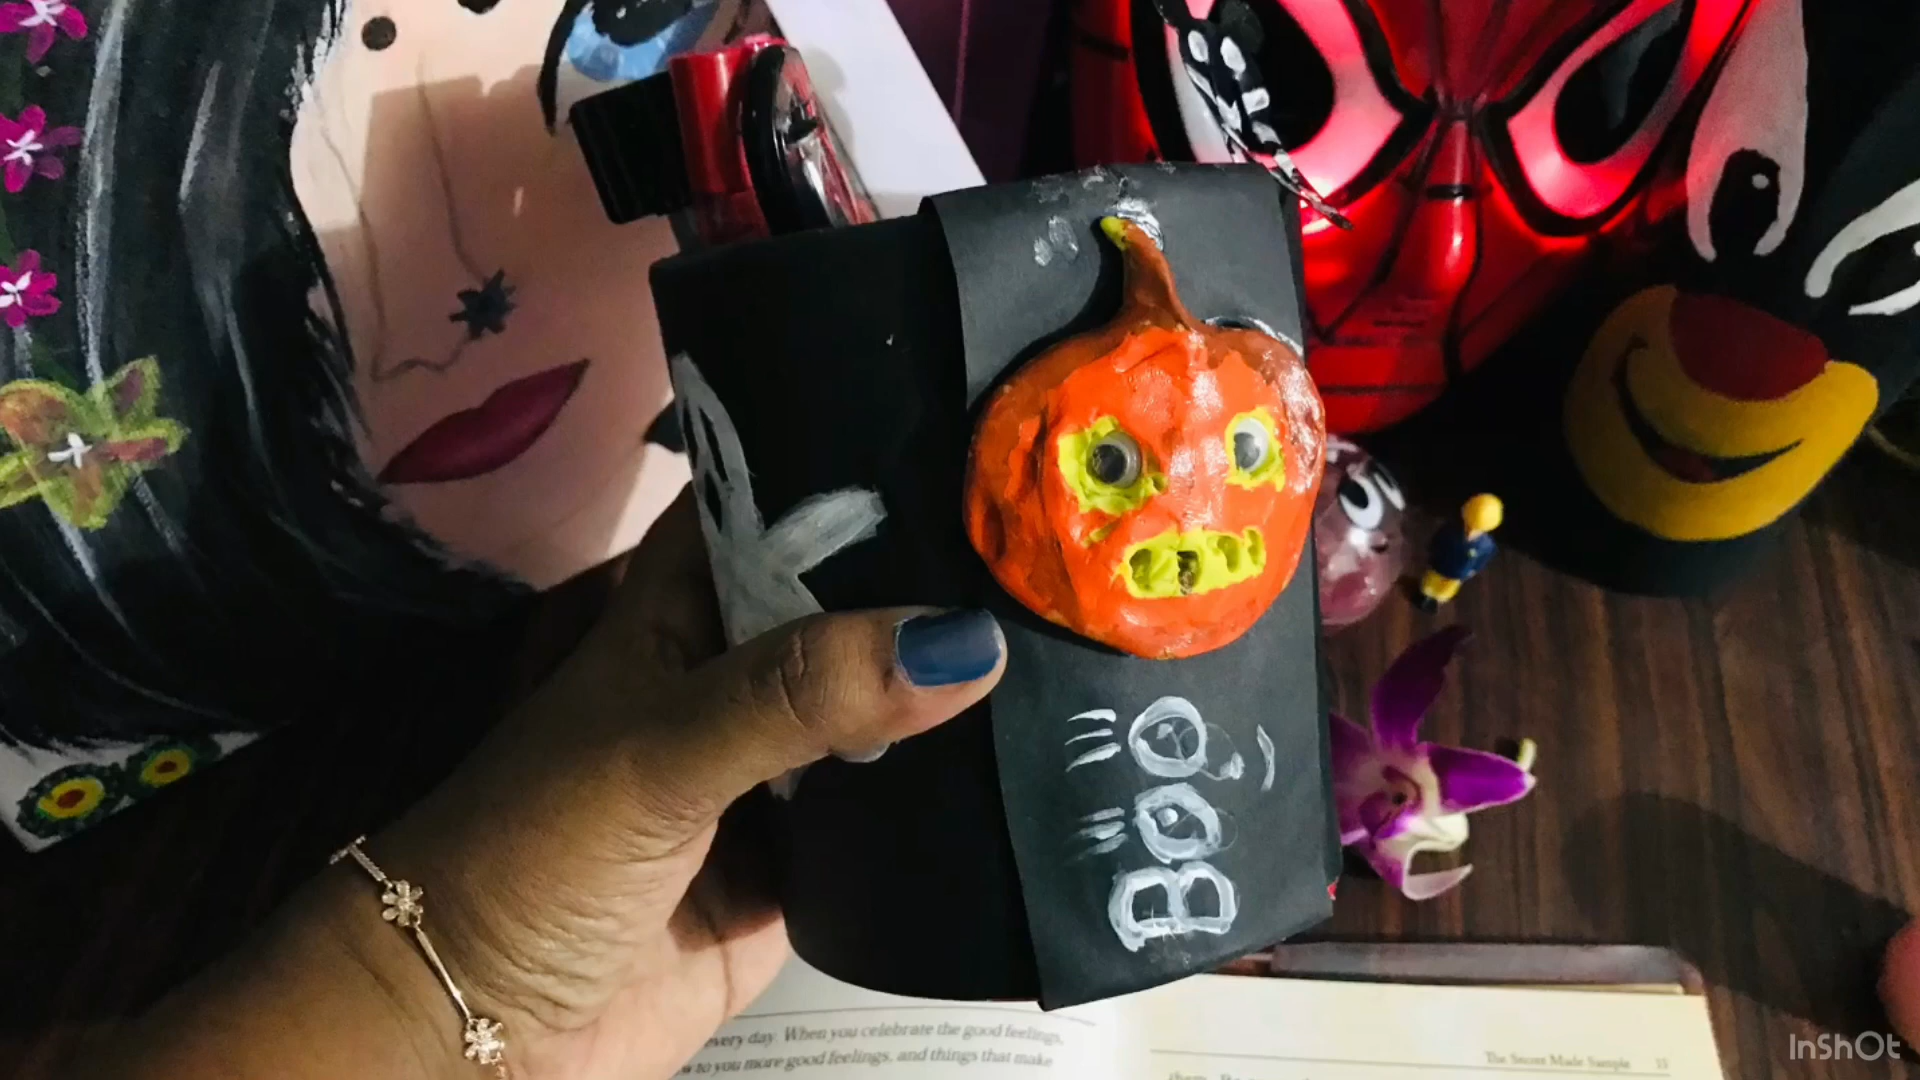 BOO
every day. When you celebrate the good feelings,
to you more good feelings, and things that make
The Secret Made Simple
InShOt